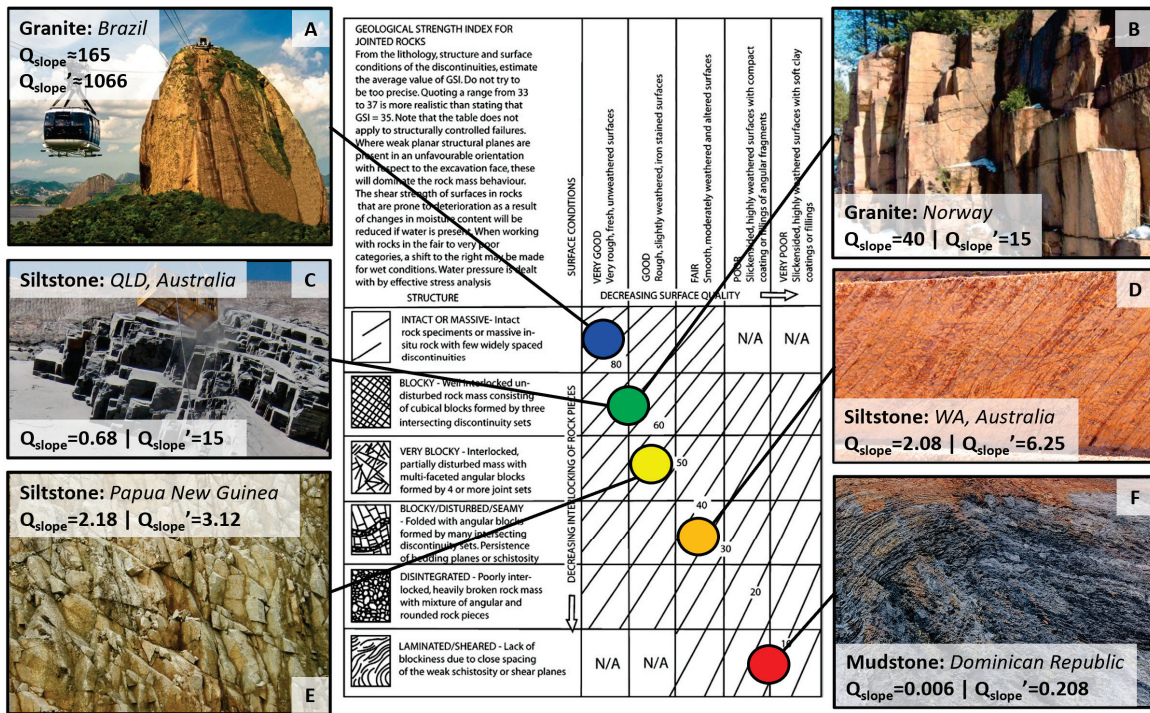 Granite: Brazil
A
Qslope≈165
Qslope’≈1066
Siltstone: QLD, Australia
C
Qslope=0.68 | Qslope’=15
Siltstone: Papua New Guinea
Qslope=2.18 | Qslope’=3.12
E
GEOLOGICAL STRENGTH INDEX FOR
JOINTED ROCKS
From the lithology, structure and surface
conditions of the discontinuities, estimate
the average value of GSI. Do not try to
be too precise. Quoting a range from 33
to 37 is more realistic than stating that
GSI = 35. Note that the table does not
apply to structurally controlled failures.
Where weak planar structural planes are
present in an unfavourable orientation
with respect to the excavation face, these
will dominate the rock mass behaviour.
The shear strength of surfaces in rocks
that are prone to deterioration as a result
of changes in moisture content will be
reduced if water is present. When working
with rocks in the fair to very poor
categories, a shift to the right may be made
for wet conditions. Water pressure is dealt
with by effective stress analysis
STRUCTURE
SURFACE CONDITIONS
VERY GOOD
Very rough, fresh, unweathered surfaces
GOOD
Rough, slightly weathered, iron stained surfaces
FAIR
Smooth, moderately weathered and altered surfaces
POOR
Slickensided, highly weathered surfaces with compact
coating or fillings of angular fragments
VERY POOR
Slickensided, highly weathered surfaces with soft clay
coatings or fillings
DECREASING SURFACE QUALITY
DECREASING INTERLOCKING OF ROCK PIECES
INTACT OR MASSIVE- Intact
rock specimens or massive in-
situ rock with few widely spaced
discontinuities
80
N/A
N/A
BLOCKY - Well interlocked un-
disturbed rock mass consisting
of cubical blocks formed by three
intersecting discontinuity sets
60
VERY BLOCKY - Interlocked,
partially disturbed mass with
multi-faceted angular blocks
formed by 4 or more joint sets
50
BLOCKY/DISTURBED/SEAMY
- Folded with angular blocks
formed by many intersecting
discontinuity sets. Persistence
of bedding planes or schistosity
40
30
DISINTEGRATED - Poorly inter-
locked, heavily broken rock mass
with mixture of angular and
rounded rock pieces
20
LAMINATED/SHEARED - Lack of
blockiness due to close spacing
of the weak schistosity or shear planes
N/A
N/A
10
B
Granite: Norway
Qslope=40 | Qslope’=15
D
Siltstone: WA, Australia
Qslope=2.08 | Qslope’=6.25
F
Mudstone: Dominican Republic
Qslope=0.006 | Qslope’=0.208